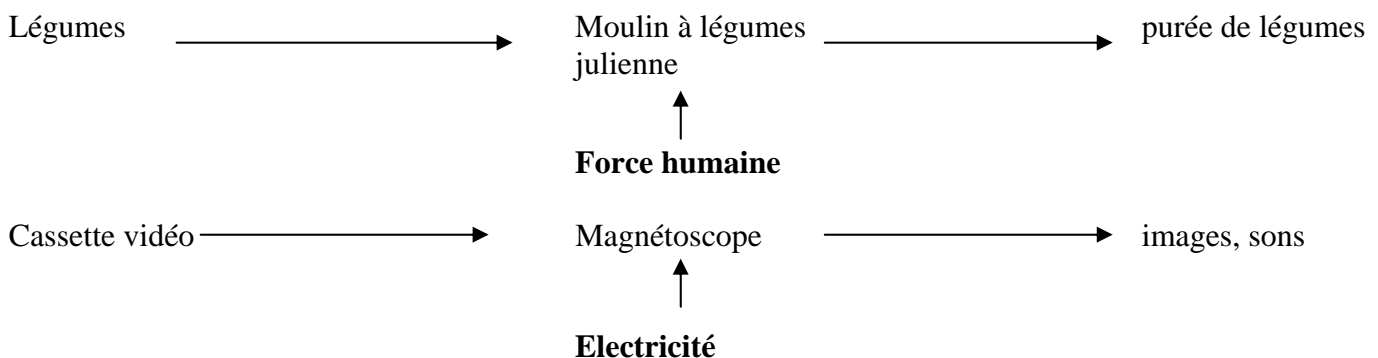 Légumes Moulin à légumes purée de légumes
julienne
Force humaine
Cassette vidéo Magnétoscope images, sons
Electricité